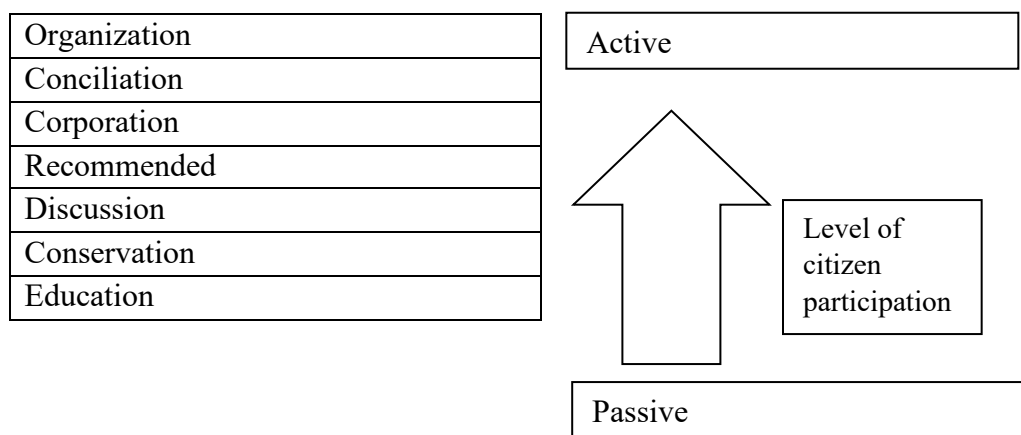 Organization
Conciliation
Corporation
Recommended
Discussion
Conservation
Education
Active
Level of
citizen
participation
Passive